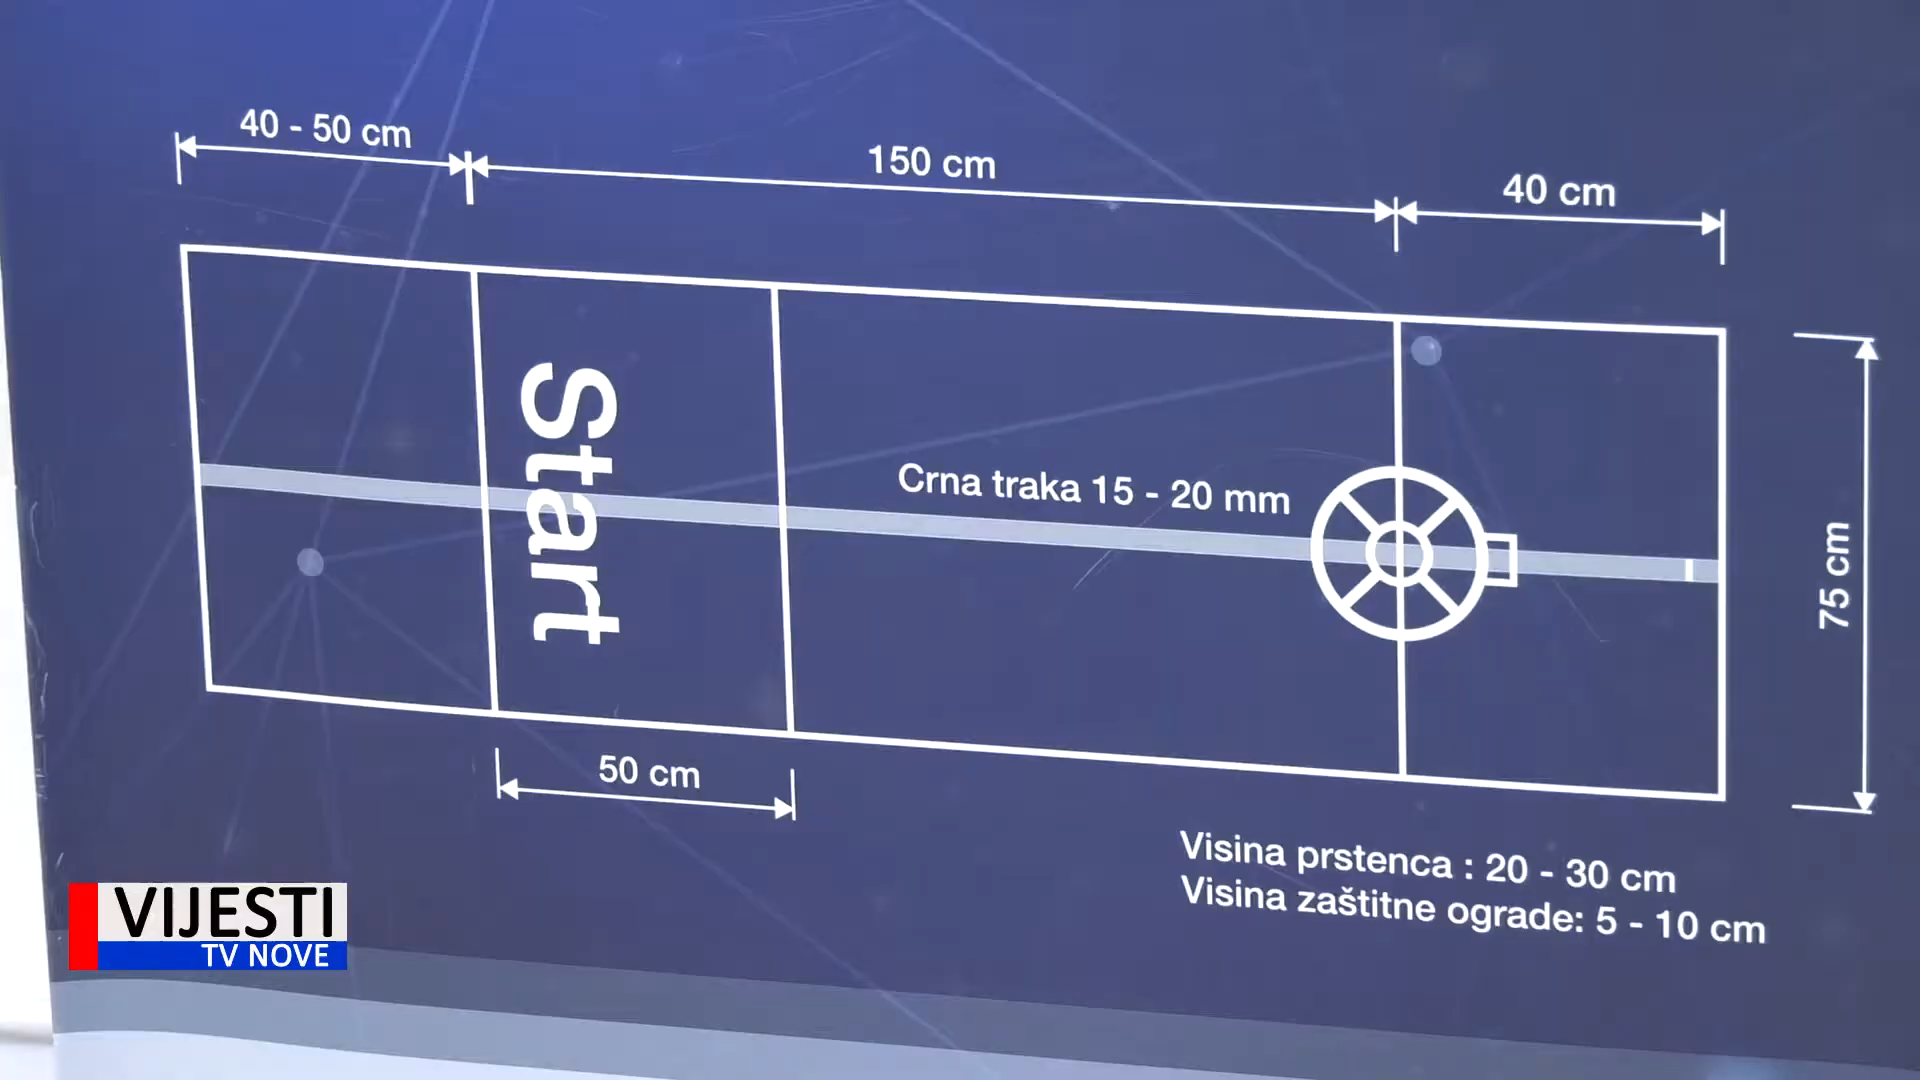 40 - 50 cm
150 cm
40 cm
Start
Crna traka 15 - 20 mm
75 cm
50 cm
Visina prstenca : 20 - 30 cm
Visina zaštitne ograde: 5 - 10 cm
VIJESTI
TV NOVE